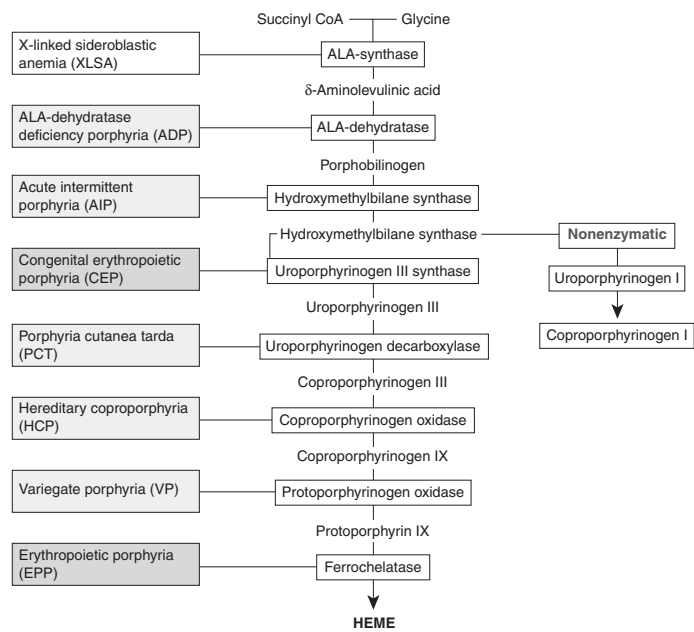 Succinyl CoA Glycine
X-linked sideroblastic
anemia (XLSA)
ALA-synthase
δ-Aminolevulinic acid
ALA-dehydratase
deficiency porphyria (ADP)
ALA-dehydratase
Porphobilinogen
Acute intermittent
porphyria (AIP)
Hydroxymethylbilane synthase
Hydroxymethylbilane synthase
Nonenzymatic
Congenital erythropoietic
porphyria (CEP)
Uroporphyrinogen III synthase
Uroporphyrinogen I
Uroporphyrinogen III
Coproporphyrinogen I
Porphyria cutanea tarda
(PCT)
Uroporphyrinogen decarboxylase
Coproporphyrinogen III
Hereditary coproporphyria
(HCP)
Coproporphyrinogen oxidase
Coproporphyrinogen IX
Variegate porphyria (VP)
Protoporphyrinogen oxidase
Protoporphyrin IX
Erythropoietic porphyria
(EPP)
Ferrochelatase
HEME